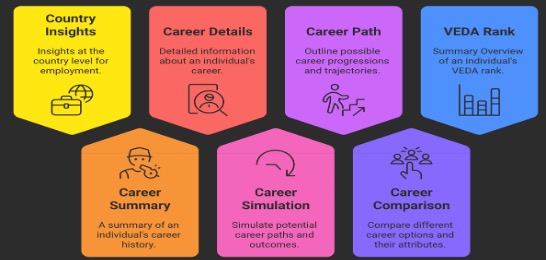 Country
Insights
Insights at the
country level for
employment.
Career Details
Detailed information
about an individual's
career.
Career Path
Outline possible
career progressions
and trajectories.
VEDA Rank
Summary Overview
of an individual's
VEDA rank.
Career
Summary
A summary of an
individual's career
history.
Career
Simulation
Simulate potential
career paths and
outcomes.
Career
Comparison
Compare different
career options and
their attributes.